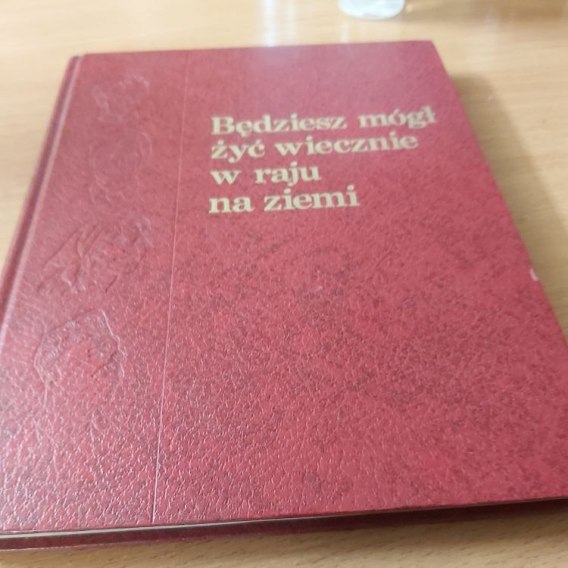 Będziesz mógł
żyć wiecznie
w raju
na ziemi